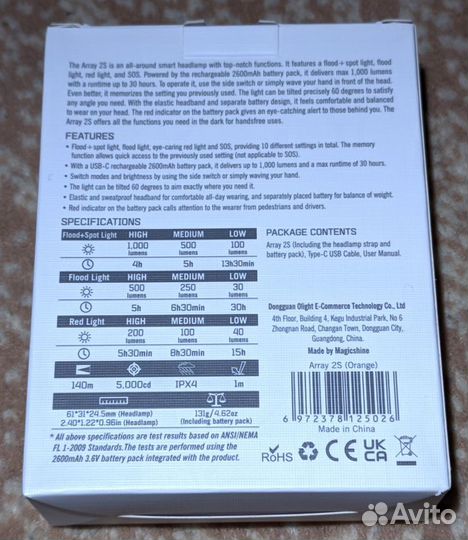 The Array 2S is an all-around smart headlamp with top-notch functions. It features a flood+spot light, flood
light, red light, and SOS. Powered by the rechargeable 2600mAh battery pack, it delivers max 1,000 lumens
with a runtime up to 30 hours. To operate it, use the side switch or simply wave your hand in front of the head.
Even better, it memorizes the setting you previously used. The light can be tilted precisely 60 degrees to satisfy
any angle you need. With the elastic headband and separate battery design, it feels comfortable and balanced
to wear on your head. The red indicator on the battery pack gives an eye-catching alert to those behind you. The
Array 2S offers all the functions you need in the dark for handsfree uses.
FEATURES
• Flood+spot light, flood light, eye-caring red light and SOS, providing 10 different settings in total. The memory
function allows quick access to the previously used setting (not applicable to SOS).
• With a USB-C rechargeable 2600mAh battery pack, it delivers up to 1,000 lumens and a max runtime of 30 hours.
• Switch modes and brightness by using the side switch or simply waving your hand.
• The light can be tilted 60 degrees to aim exactly where you need it.
• Elastic and sweatproof headband for comfortable all-day wearing, and separately placed battery for balance of weight.
• Red indicator on the battery pack calls attention to the wearer from pedestrians and drivers.
SPECIFICATIONS
Flood+Spot Light HIGH MEDIUM LOW
1,000 lumens 500 lumens 100 lumens
4h 5h 13h30min
Flood Light HIGH MEDIUM LOW
500 lumens 250 lumens 30 lumens
5h 6h30min 30h
Red Light HIGH MEDIUM LOW
200 lumens 100 lumens 40 lumens
5h30min 8h30min 15h
140m 5,000cd IPX4 1m
61*31*24.5mm (Headlamp) 131g/4.62oz
2.40*1.22*0.96in (Headlamp) (Including battery pack)
* All above specifications are test results based on ANSI/NEMA
FL 1-2009 Standards.The tests are performed using the
2600mAh 3.6V battery pack integrated with the product.
PACKAGE CONTENTS
Array 2S (Including the headlamp strap and
battery pack), Type-C USB Cable, User Manual.
Dongguan Olight E-Commerce Technology Co., Ltd
4th Floor, Building 4, Kegu Industrial Park, No 6
Zhongnan Road, Changan Town, Dongguan City,
Guangdong, China.
Made by Magicshine
Array 2S (Orange)
6 972378 125026
Made in China
RoHS CE UK CA
Avito